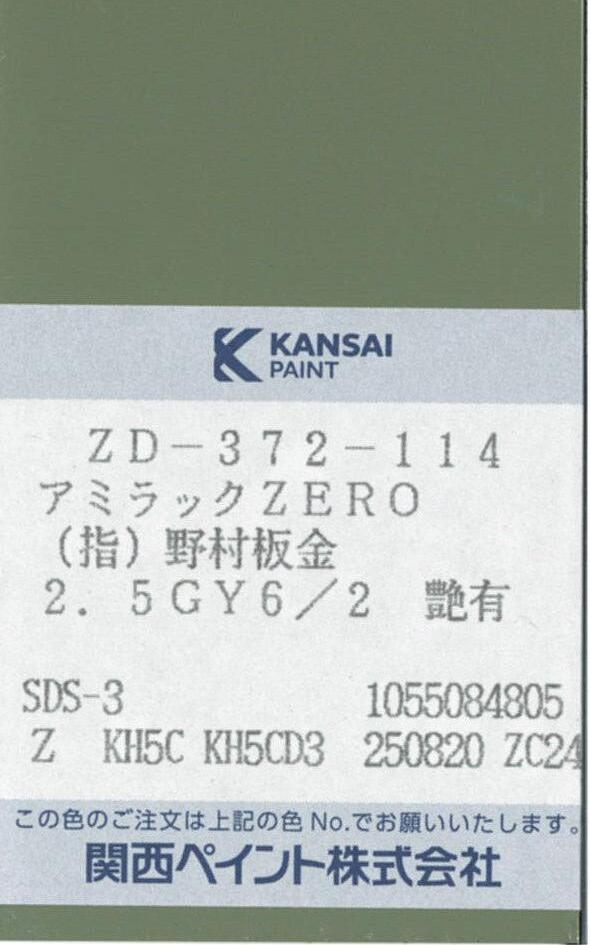 KANSAI
PAINT
ZD-372-114
アミラックZERO
(指)野村板金
2.5GY6/2 艶有
SDS-3 1055084805
Z KH5C KH5CD3 250820 ZC24
この色のご注文は上記の色No.でお願いいたします。
関西ペイント株式会社